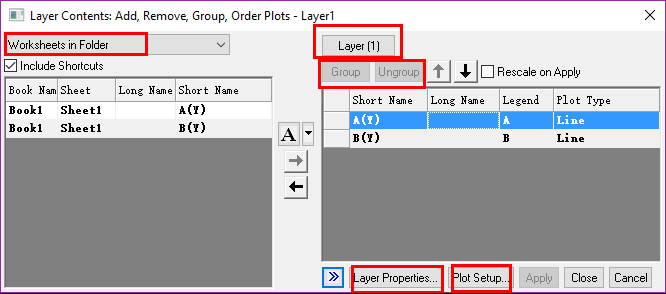 Layer Contents: Add, Remove, Group, Order Plots - Layer1
Worksheets in Folder
Layer (1)
Include Shortcuts
Group Ungroup Rescale on Apply
Book Nam Sheet Long Name Short Name
Book1 Sheet1 A(Y)
Book1 Sheet1 B(Y)
A
Short Name Long Name Legend Plot Type
A(Y) A Line
B(Y) B Line
Layer Properties... Plot Setup... Apply Close Cancel